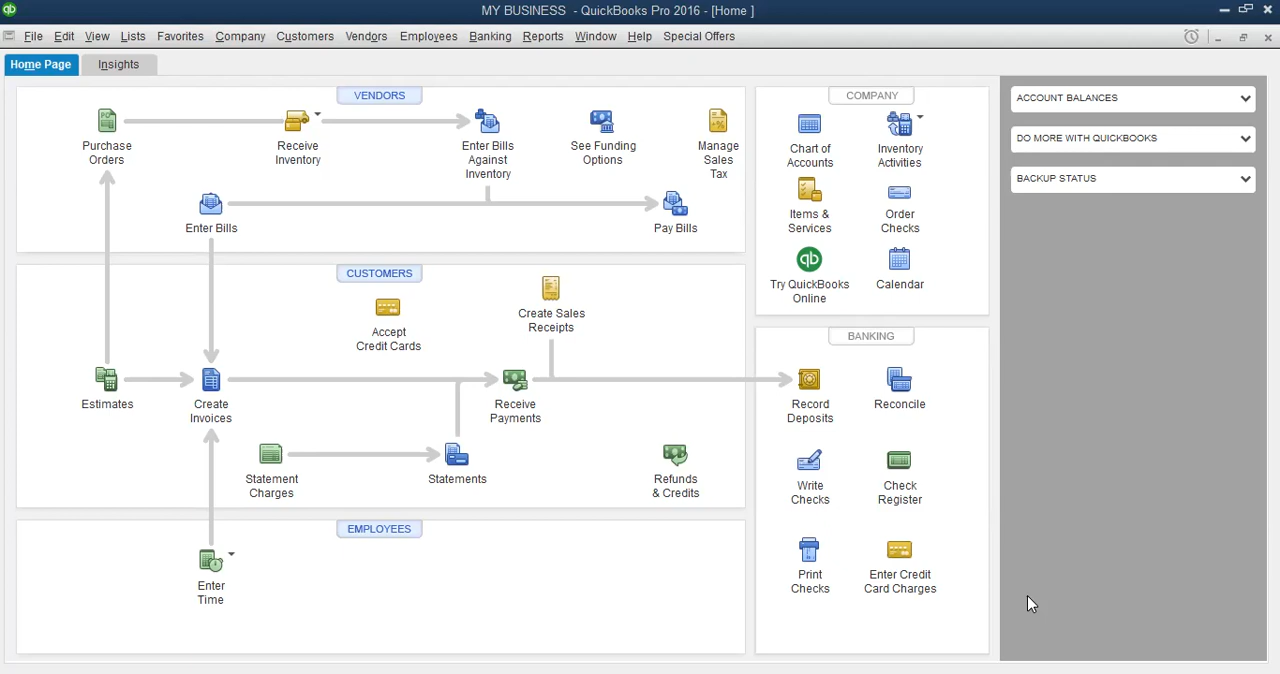 qb MY BUSINESS - QuickBooks Pro 2016 - [Home ]
File Edit View Lists Favorites Company Customers Vendors Employees Banking Reports Window Help Special Offers
Home Page Insights
VENDORS
Purchase
Orders
Receive
Inventory
Enter Bills
Against
Inventory
See Funding
Options
Manage
Sales
Tax
Enter Bills
Pay Bills
CUSTOMERS
Accept
Credit Cards
Create Sales
Receipts
Estimates
Create
Invoices
Receive
Payments
Statement
Charges
Statements
Refunds
& Credits
EMPLOYEES
Enter
Time
COMPANY
Chart of
Accounts
Inventory
Activities
Items &
Services
Order
Checks
qb
Try QuickBooks
Online
Calendar
BANKING
Record
Deposits
Reconcile
Write
Checks
Check
Register
Print
Checks
Enter Credit
Card Charges
ACCOUNT BALANCES
DO MORE WITH QUICKBOOKS
BACKUP STATUS